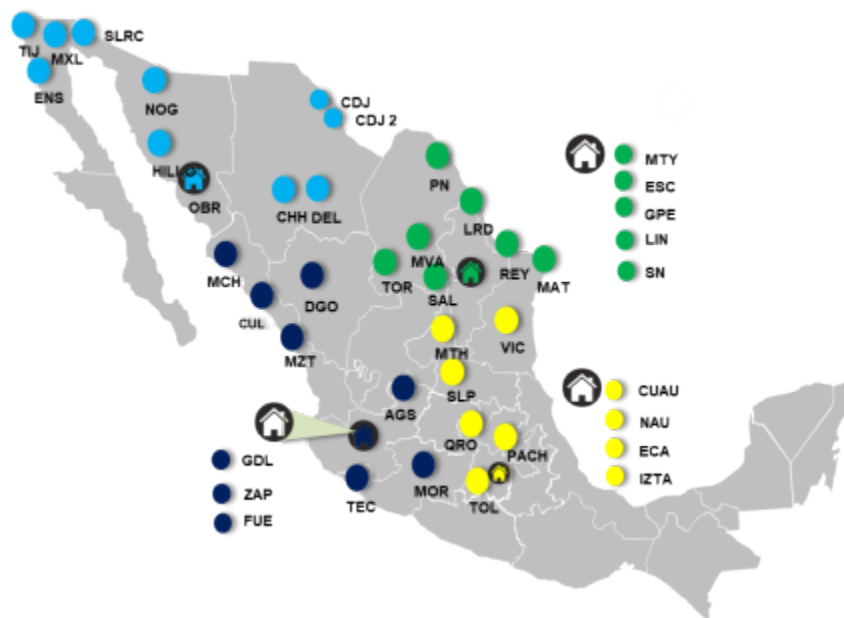 TIJ
MXL
SLRC
ENS
NOG
CDJ
CDJ 2
HILLO
OBR
CHH
DEL
PN
LRD
MVA
TOR
SAL
REY
MAT
MTY
ESC
GPE
LIN
SN
MCH
CUL
DGO
MZT
MTH
VIC
SLP
AGS
QRO
PACH
CUAU
NAU
ECA
IZTA
GDL
ZAP
FUE
TEC
MOR
TOL